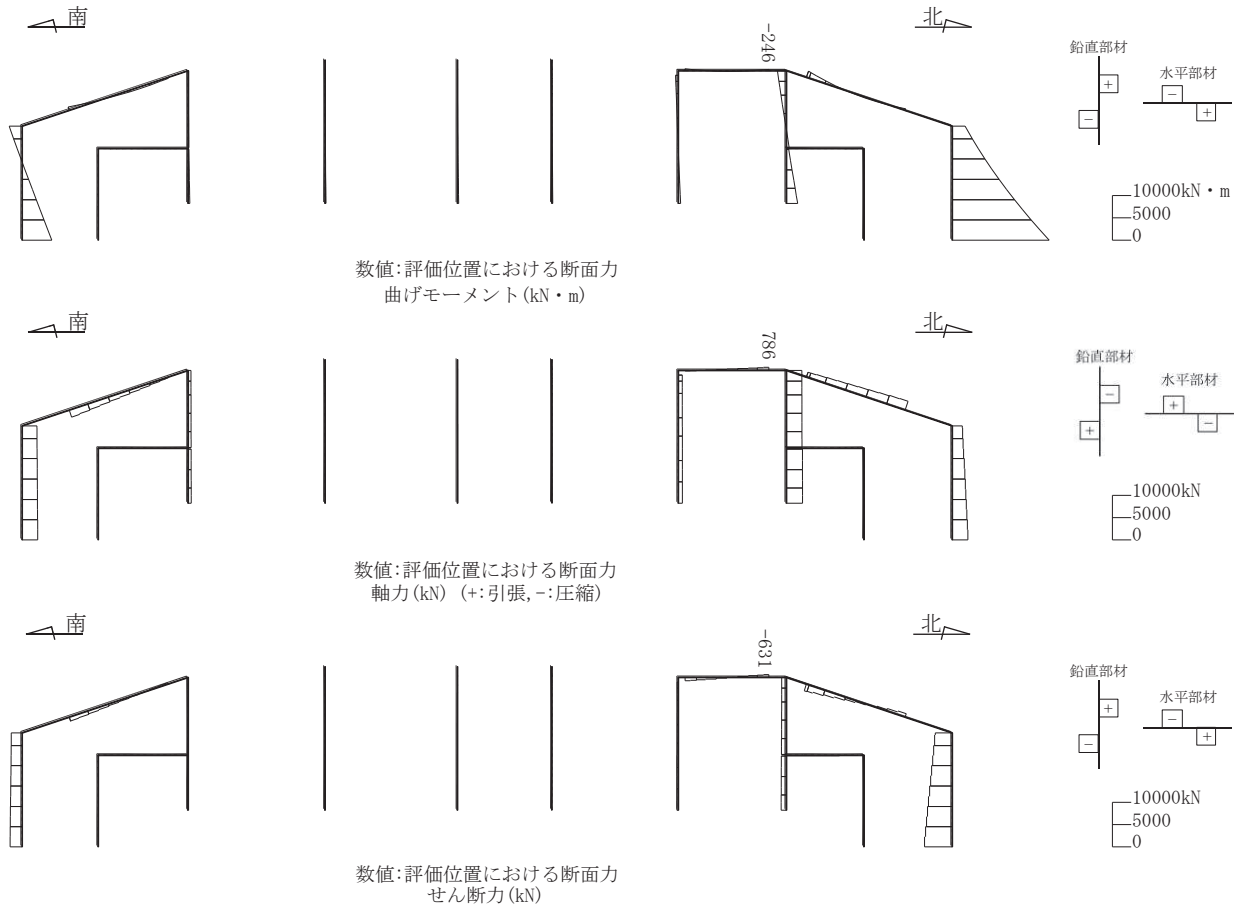 南
北
-246
鉛直部材
+
-
水平部材
-
+
10000kN・m
5000
0
数値:評価位置における断面力
曲げモーメント(kN・m)
南
北
786
鉛直部材
-
+
水平部材
+
-
10000kN
5000
0
数値:評価位置における断面力
軸力(kN) (+:引張,-:圧縮)
南
北
-631
鉛直部材
+
-
水平部材
-
+
10000kN
5000
0
数値:評価位置における断面力
せん断力(kN)